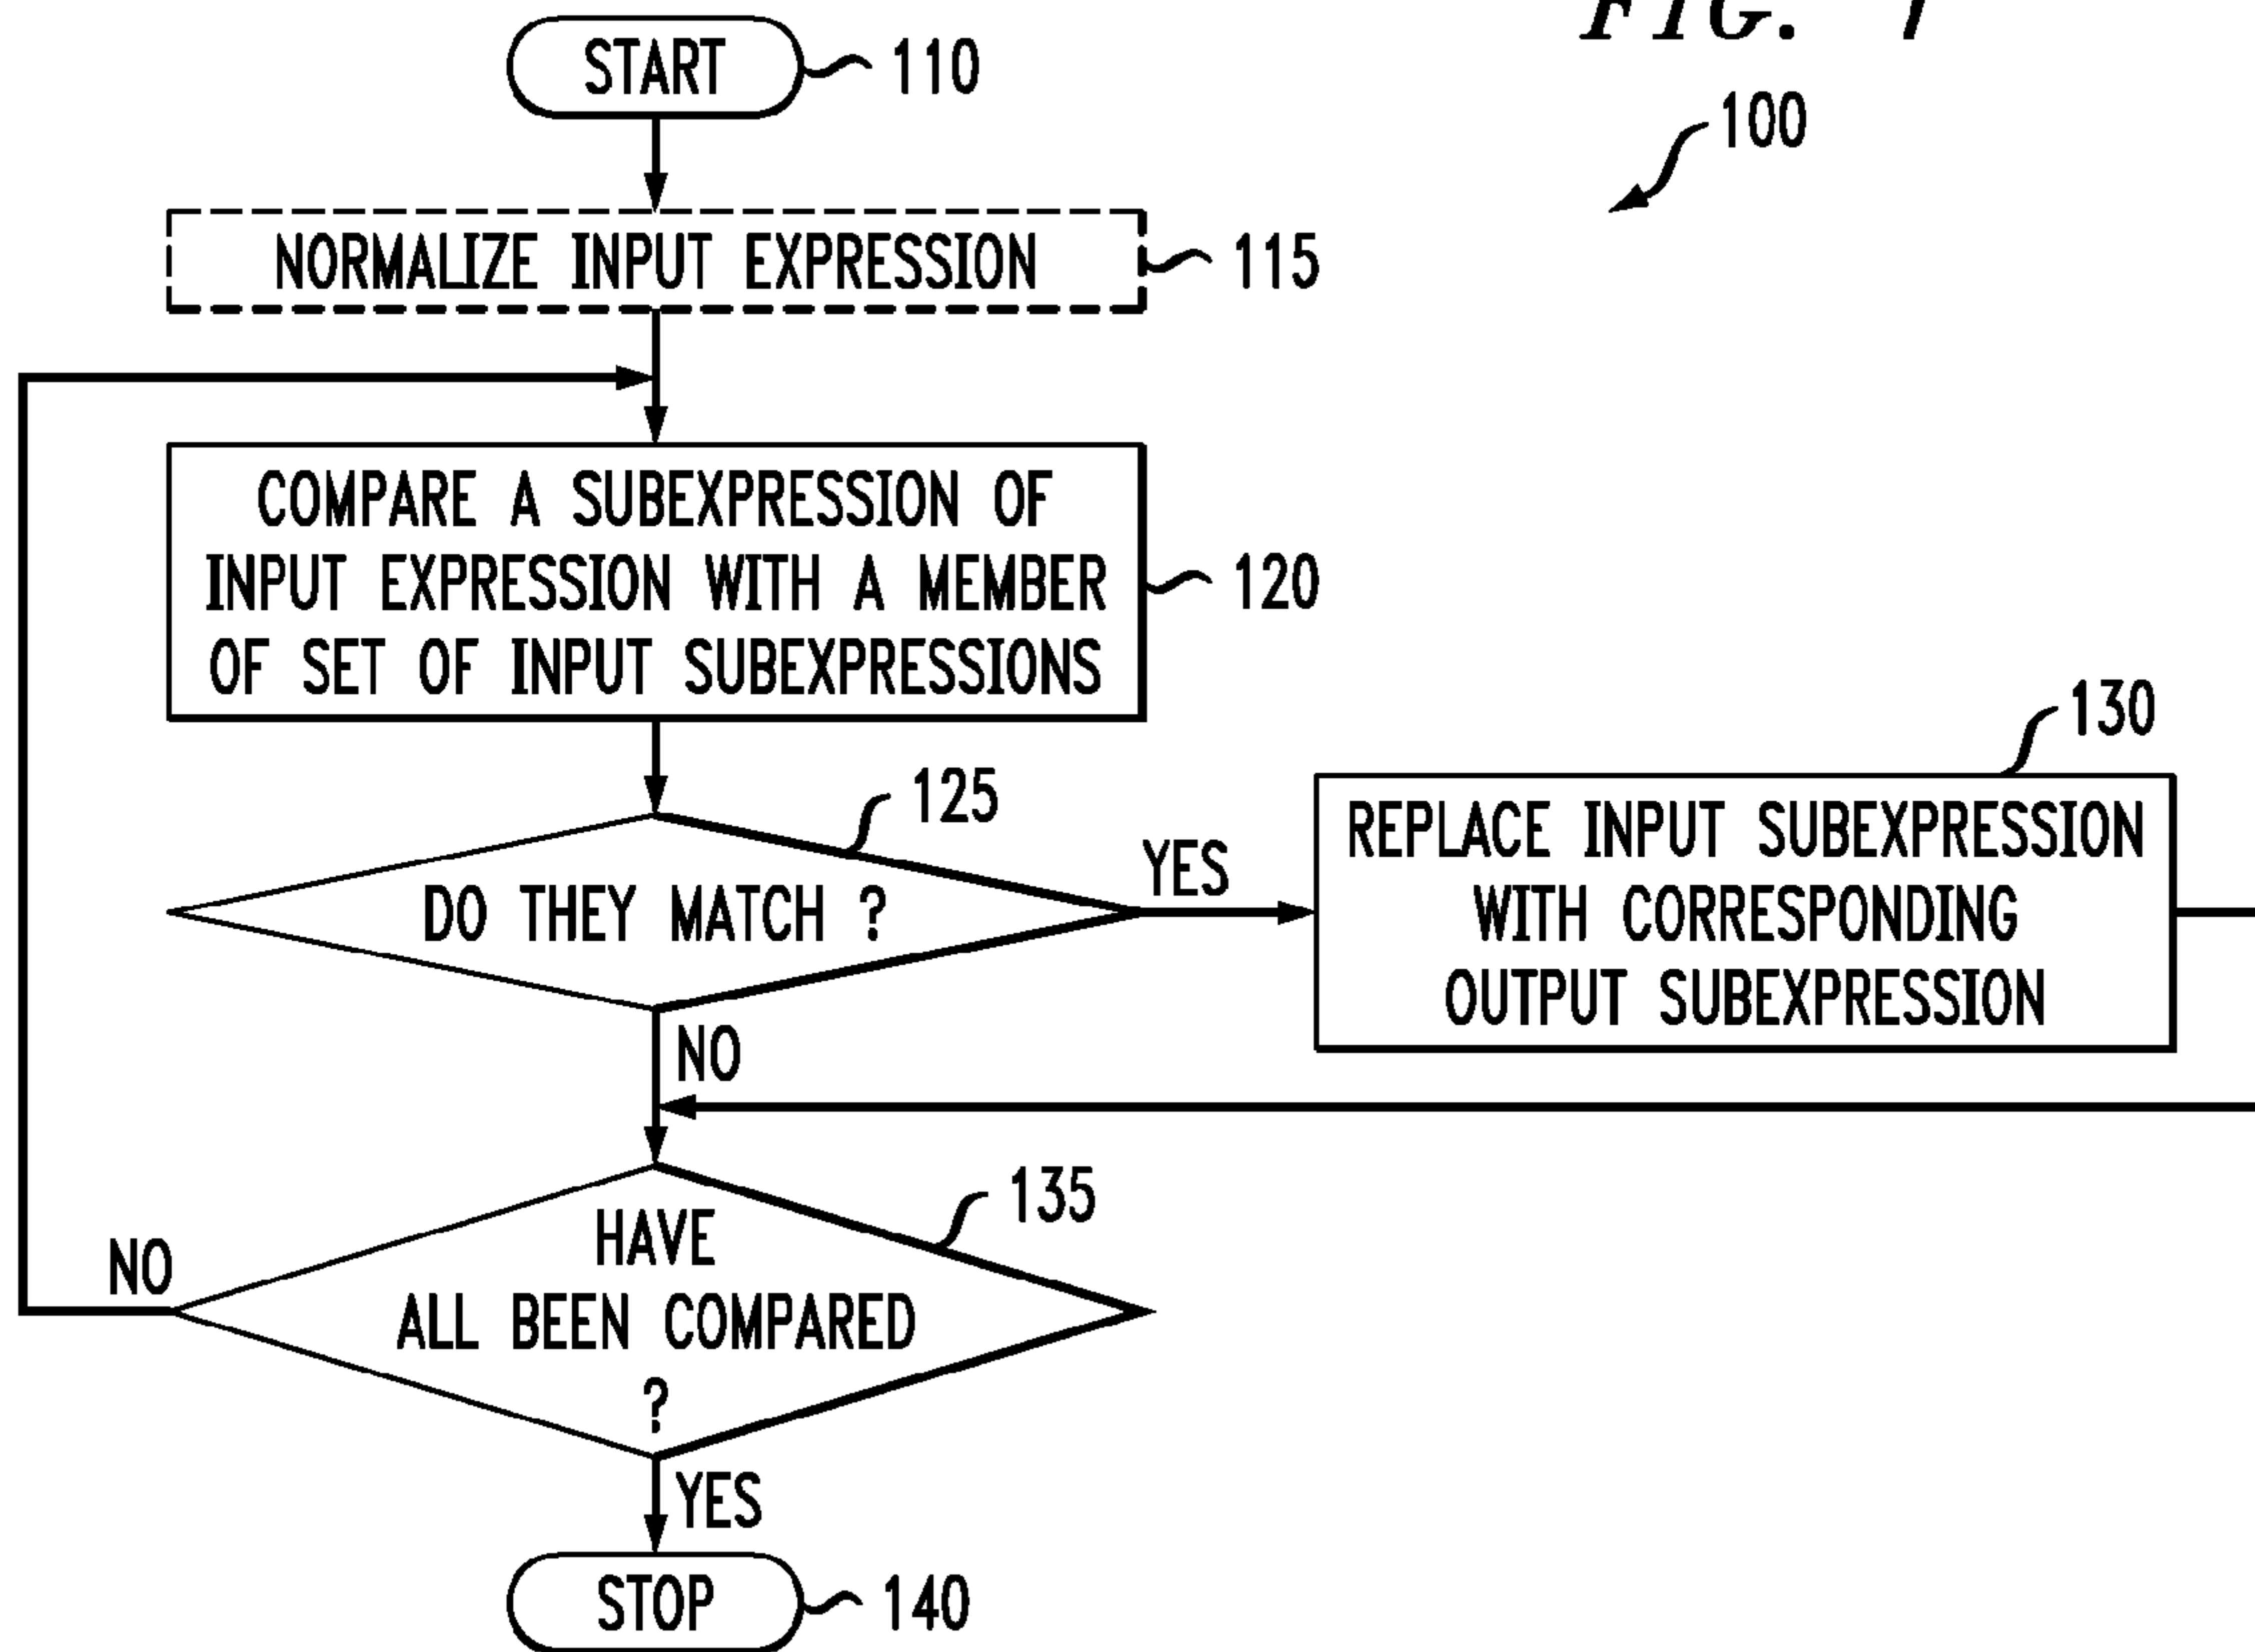 FIG. 1
START
110
100
NORMALIZE INPUT EXPRESSION
115
COMPARE A SUBEXPRESSION OF
INPUT EXPRESSION WITH A MEMBER
OF SET OF INPUT SUBEXPRESSIONS
120
125
DO THEY MATCH ?
YES
130
REPLACE INPUT SUBEXPRESSION
WITH CORRESPONDING
OUTPUT SUBEXPRESSION
NO
135
HAVE
ALL BEEN COMPARED
?
NO
YES
STOP
140